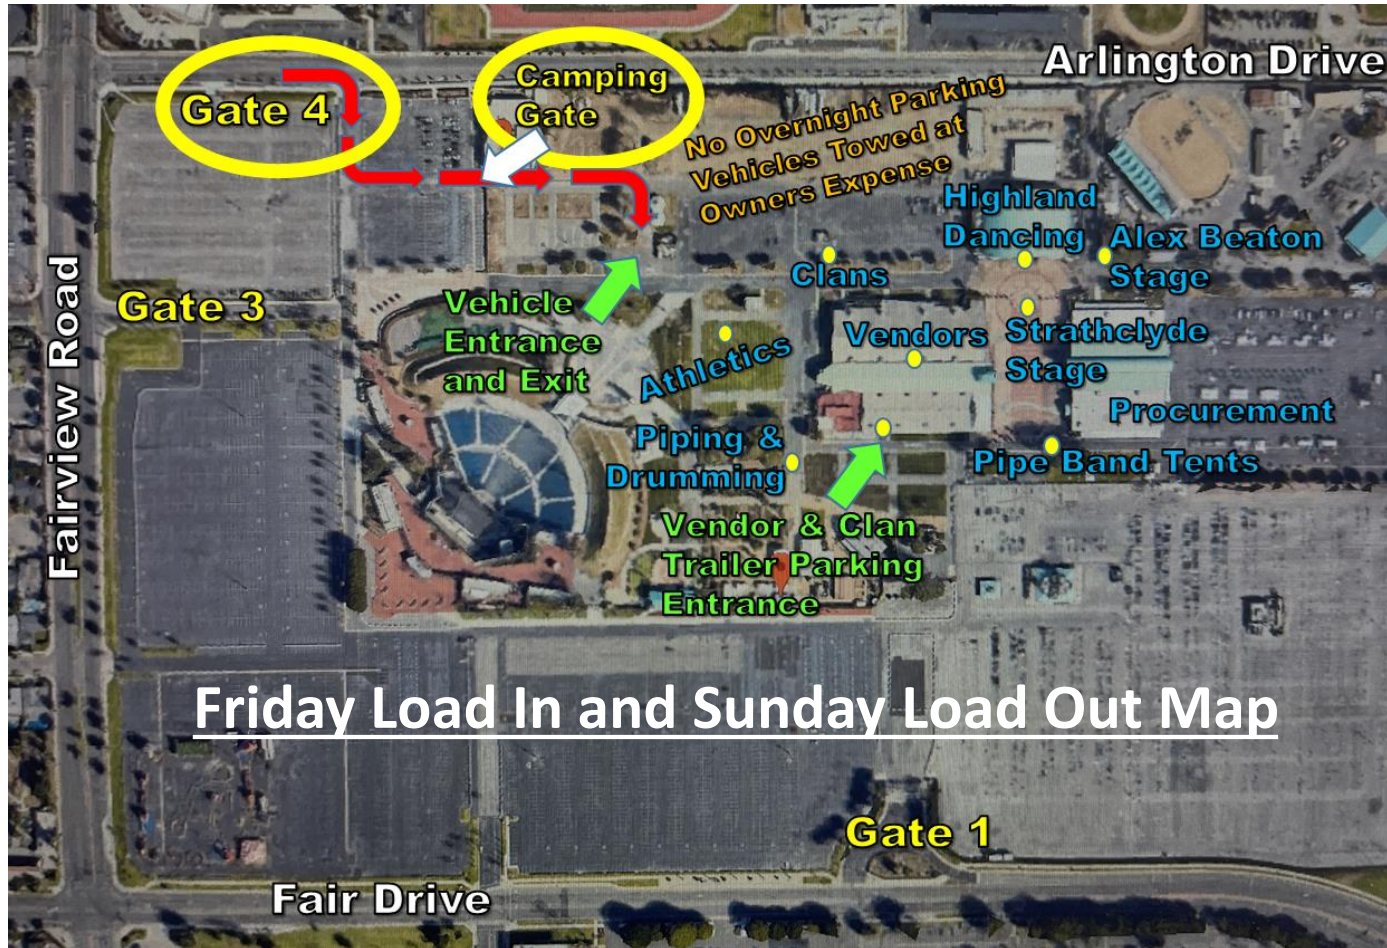 Arlington Drive
Camping
Gate
Gate 4
No Overnight Parking
Vehicles Towed at
Owners Expense
Highland
Dancing
Alex Beaton
Stage
Clans
Gate 3
Vehicle
Entrance
and Exit
Vendors
Strathclyde
Stage
Athletics
Fairview Road
Procurement
Piping &
Drumming
Pipe Band Tents
Vendor & Clan
Trailer Parking
Entrance
Friday Load In and Sunday Load Out Map
Gate 1
Fair Drive